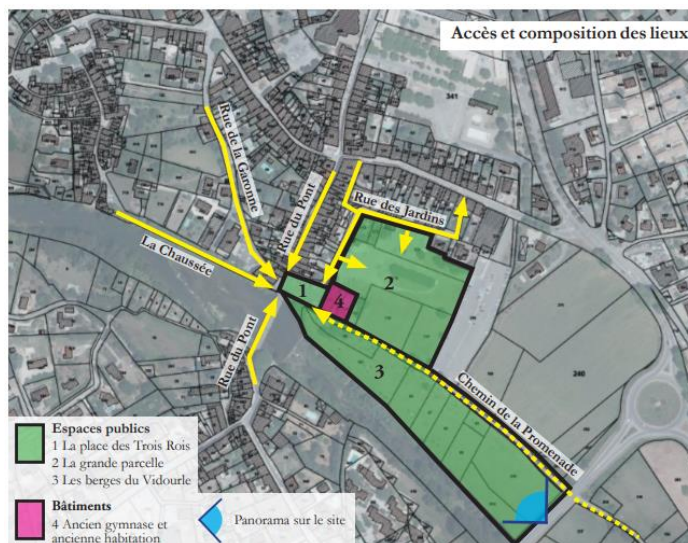 Accès et composition des lieux
341
Rue de la Garonne
Rue du Pont
Rue des Jardins
La Chaussée
1
2
4
Rue du Pont
3
240
Chemin de la Promenade
Espaces publics
1 La place des Trois Rois
2 La grande parcelle
3 Les berges du Vidourle
Bâtiments
4 Ancien gymnase et
ancienne habitation
Panorama sur le site